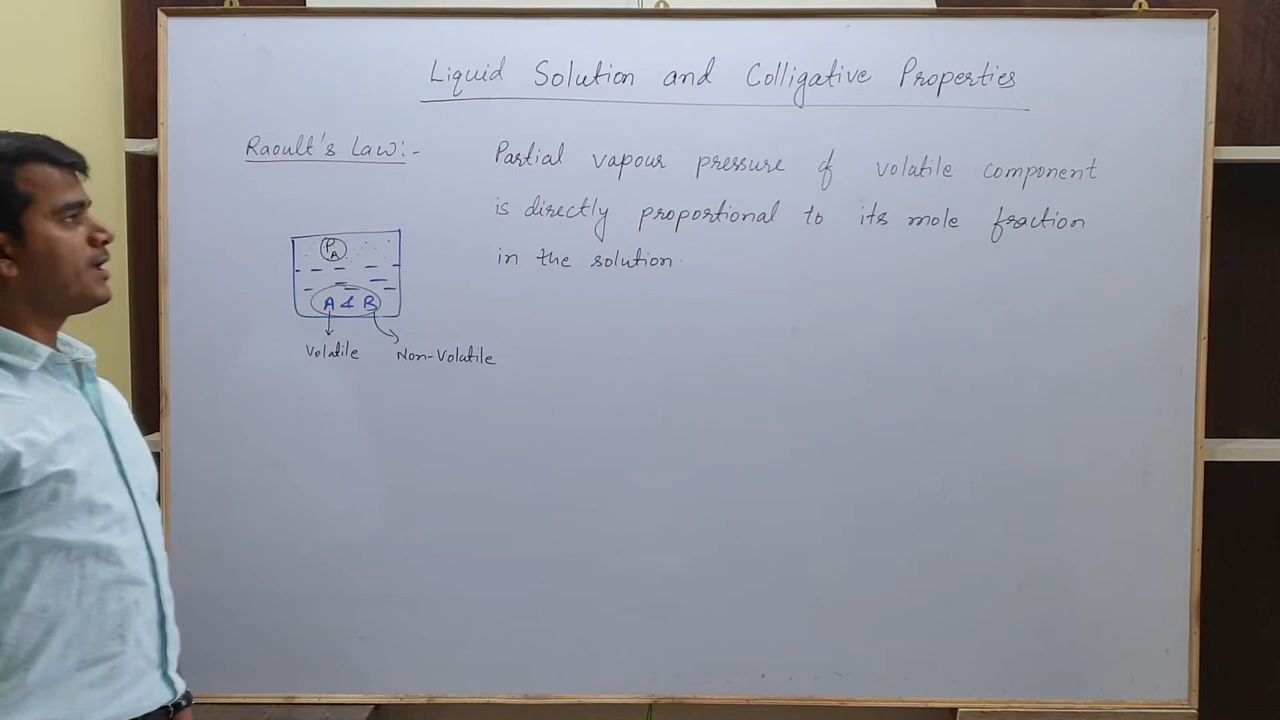 Liquid Solution and Colligative Properties
Raoult's Law:-
Partial vapour pressure of volatile component
is directly proportional to its mole fraction
in the solution.
PA
A & B
Volatile
Non-Volatile